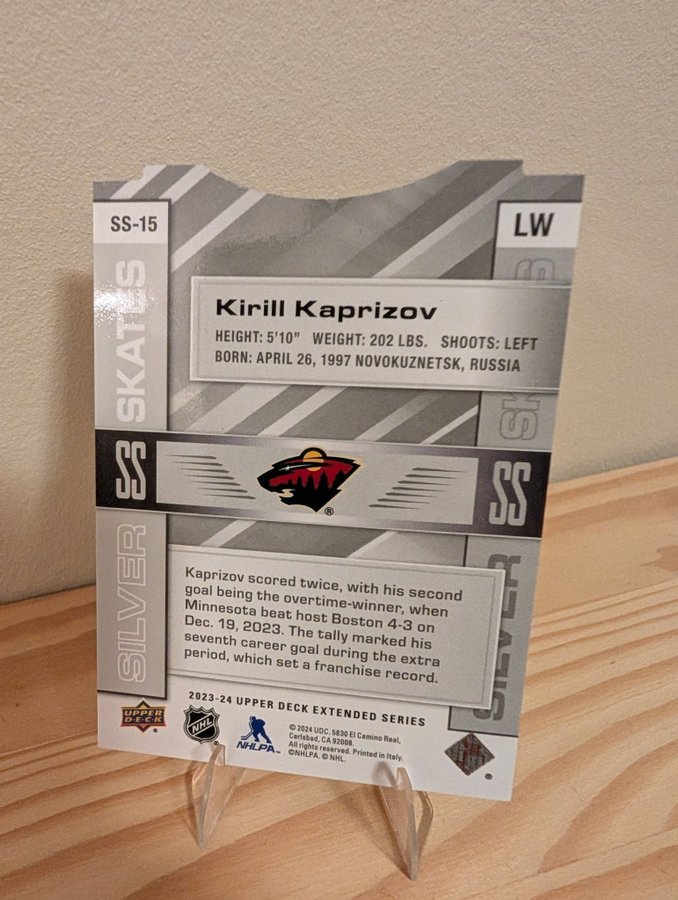 SS-15
LW
SILVER SKATES
Kirill Kaprizov
HEIGHT: 5'10" WEIGHT: 202 LBS. SHOOTS: LEFT
BORN: APRIL 26, 1997 NOVOKUZNETSK, RUSSIA
SS
®
SS
Kaprizov scored twice, with his second
goal being the overtime-winner, when
Minnesota beat host Boston 4-3 on
Dec. 19, 2023. The tally marked his
seventh career goal during the extra
period, which set a franchise record.
2023-24 UPPER DECK EXTENDED SERIES
UPPER
DECK
®
NHL
®
NHLPA™
© 2024 UDC. 5830 El Camino Real,
Carlsbad, CA 92008.
All rights reserved. Printed in Italy.
©NHLPA. © NHL.
®